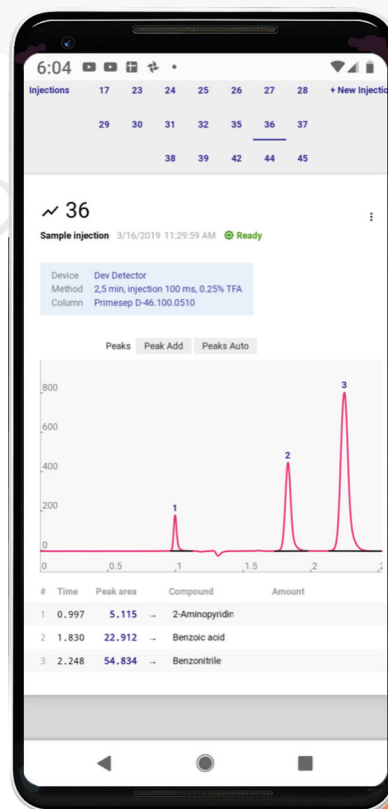 6:04
Injections 17 23 24 25 26 27 28 + New Injectio
29 30 31 32 35 36 37
38 39 42 44 45
36
Sample injection 3/16/2019 11:29:59 AM Ready
Device Dev Detector
Method 2,5 min, injection 100 ms, 0.25% TFA
Column Primesep D-46.100.0510
Peaks Peak Add Peaks Auto
800
3
600
2
400
200
1
0
0 0.5 1 1.5 2 2
# Time Peak area Compound Amount
1 0.997 5.115 → 2-Aminopyridin
2 1.830 22.912 → Benzoic acid
3 2.248 54.834 → Benzonitrile